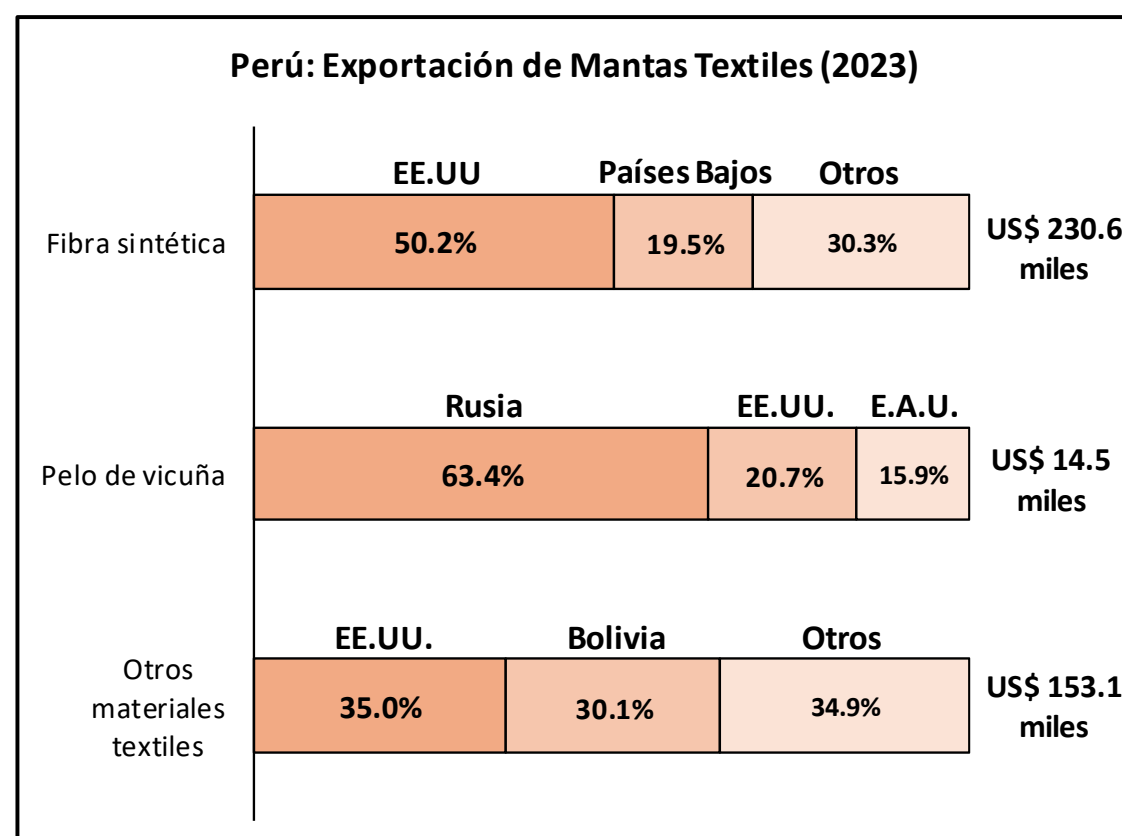 Perú: Exportación de Mantas Textiles (2023)
EE.UU Países Bajos Otros
Fibra sintética 50.2% 19.5% 30.3% US$ 230.6
miles
Rusia EE.UU. E.A.U.
Pelo de vicuña 63.4% 20.7% 15.9% US$ 14.5
miles
EE.UU. Bolivia Otros
Otros
materiales
textiles
35.0% 30.1% 34.9% US$ 153.1
miles